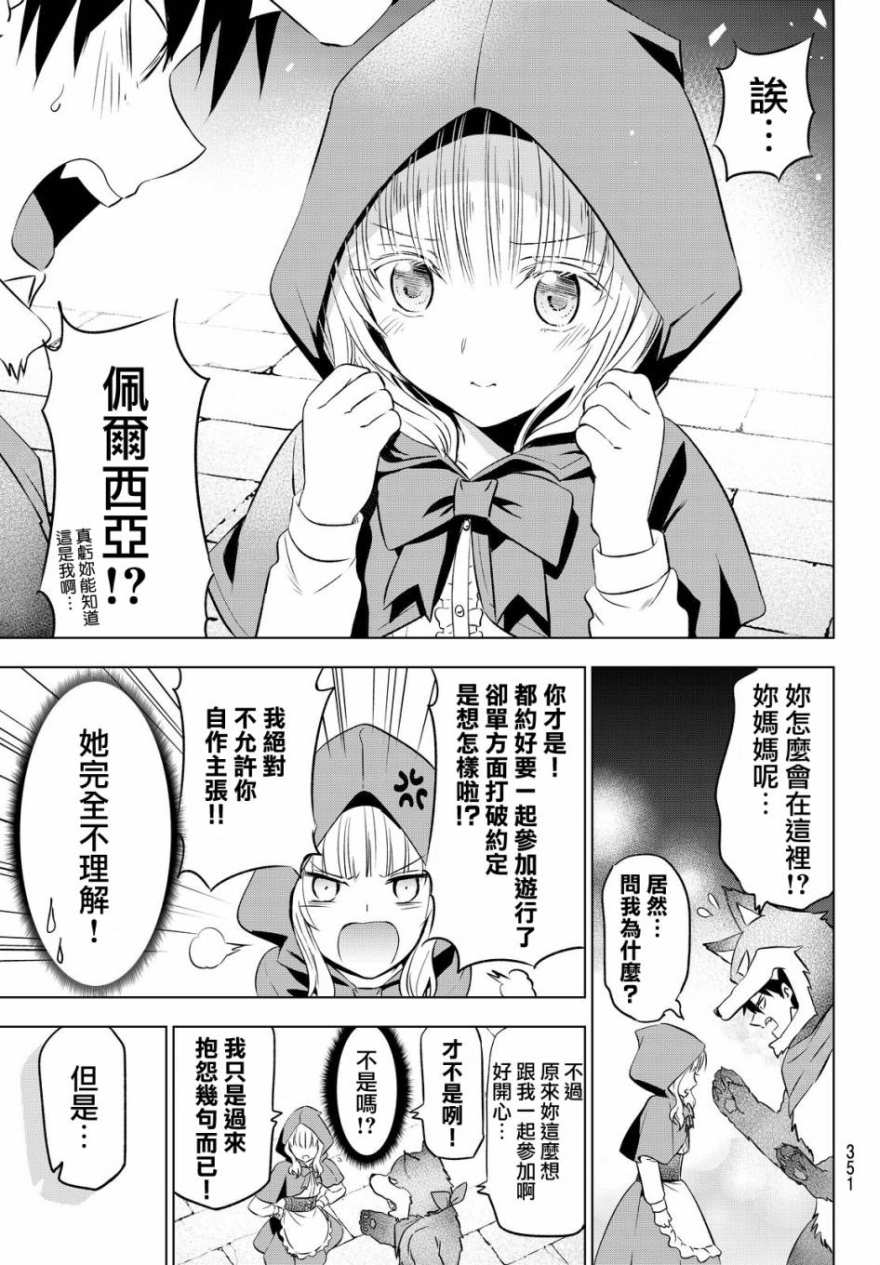 誒…
佩爾西亞!?
真虧妳能知道
這是我啊…
妳怎麼會在這裡!?
妳媽媽呢…
居然…
問我為什麼?
你才是!
都約好要一起參加遊行了
卻單方面打破約定
是想怎樣啦!?
我絕對
不允許你
自作主張!!
她完全不理解!
不過
原來妳這麼想
跟我一起參加啊
好開心…
才不是咧!
不是嗎!?
我只是過來
抱怨幾句而已!
但是…
351